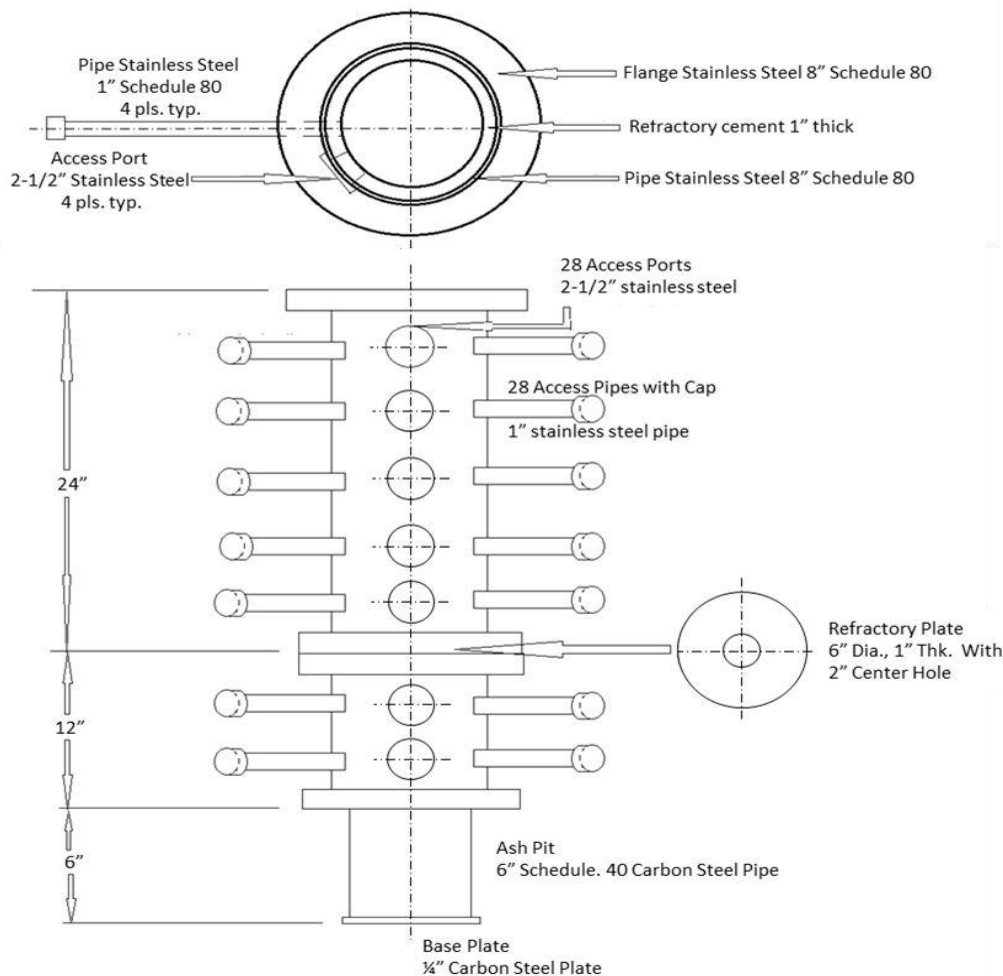 Pipe Stainless Steel
1” Schedule 80
4 pls. typ.
Flange Stainless Steel 8” Schedule 80
Refractory cement 1” thick
Access Port
2-1/2” Stainless Steel
4 pls. typ.
Pipe Stainless Steel 8” Schedule 80
28 Access Ports
2-1/2” stainless steel
28 Access Pipes with Cap
1” stainless steel pipe
24”
Refractory Plate
6” Dia., 1” Thk. With
2” Center Hole
12”
6”
Ash Pit
6” Schedule. 40 Carbon Steel Pipe
Base Plate
¼” Carbon Steel Plate